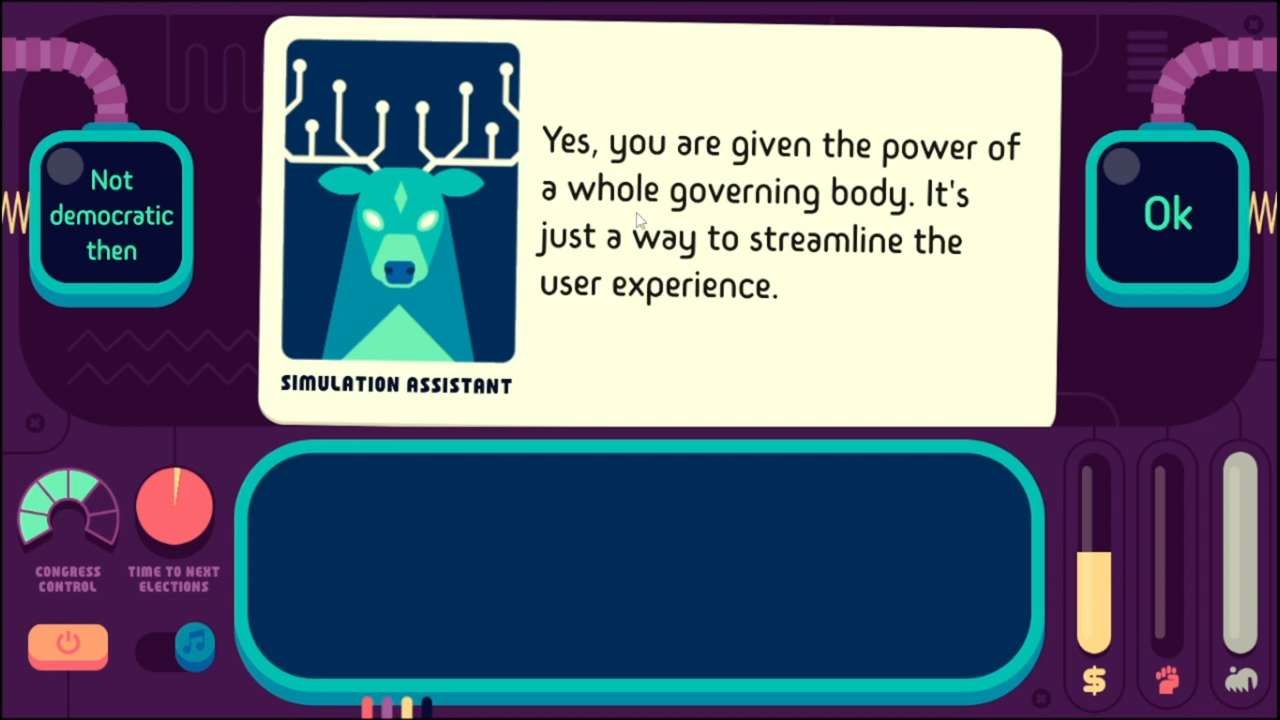 Not
democratic
then
Yes, you are given the power of
a whole governing body. It's
just a way to streamline the
user experience.
SIMULATION ASSISTANT
Ok
CONGRESS
CONTROL
TIME TO NEXT
ELECTIONS
$